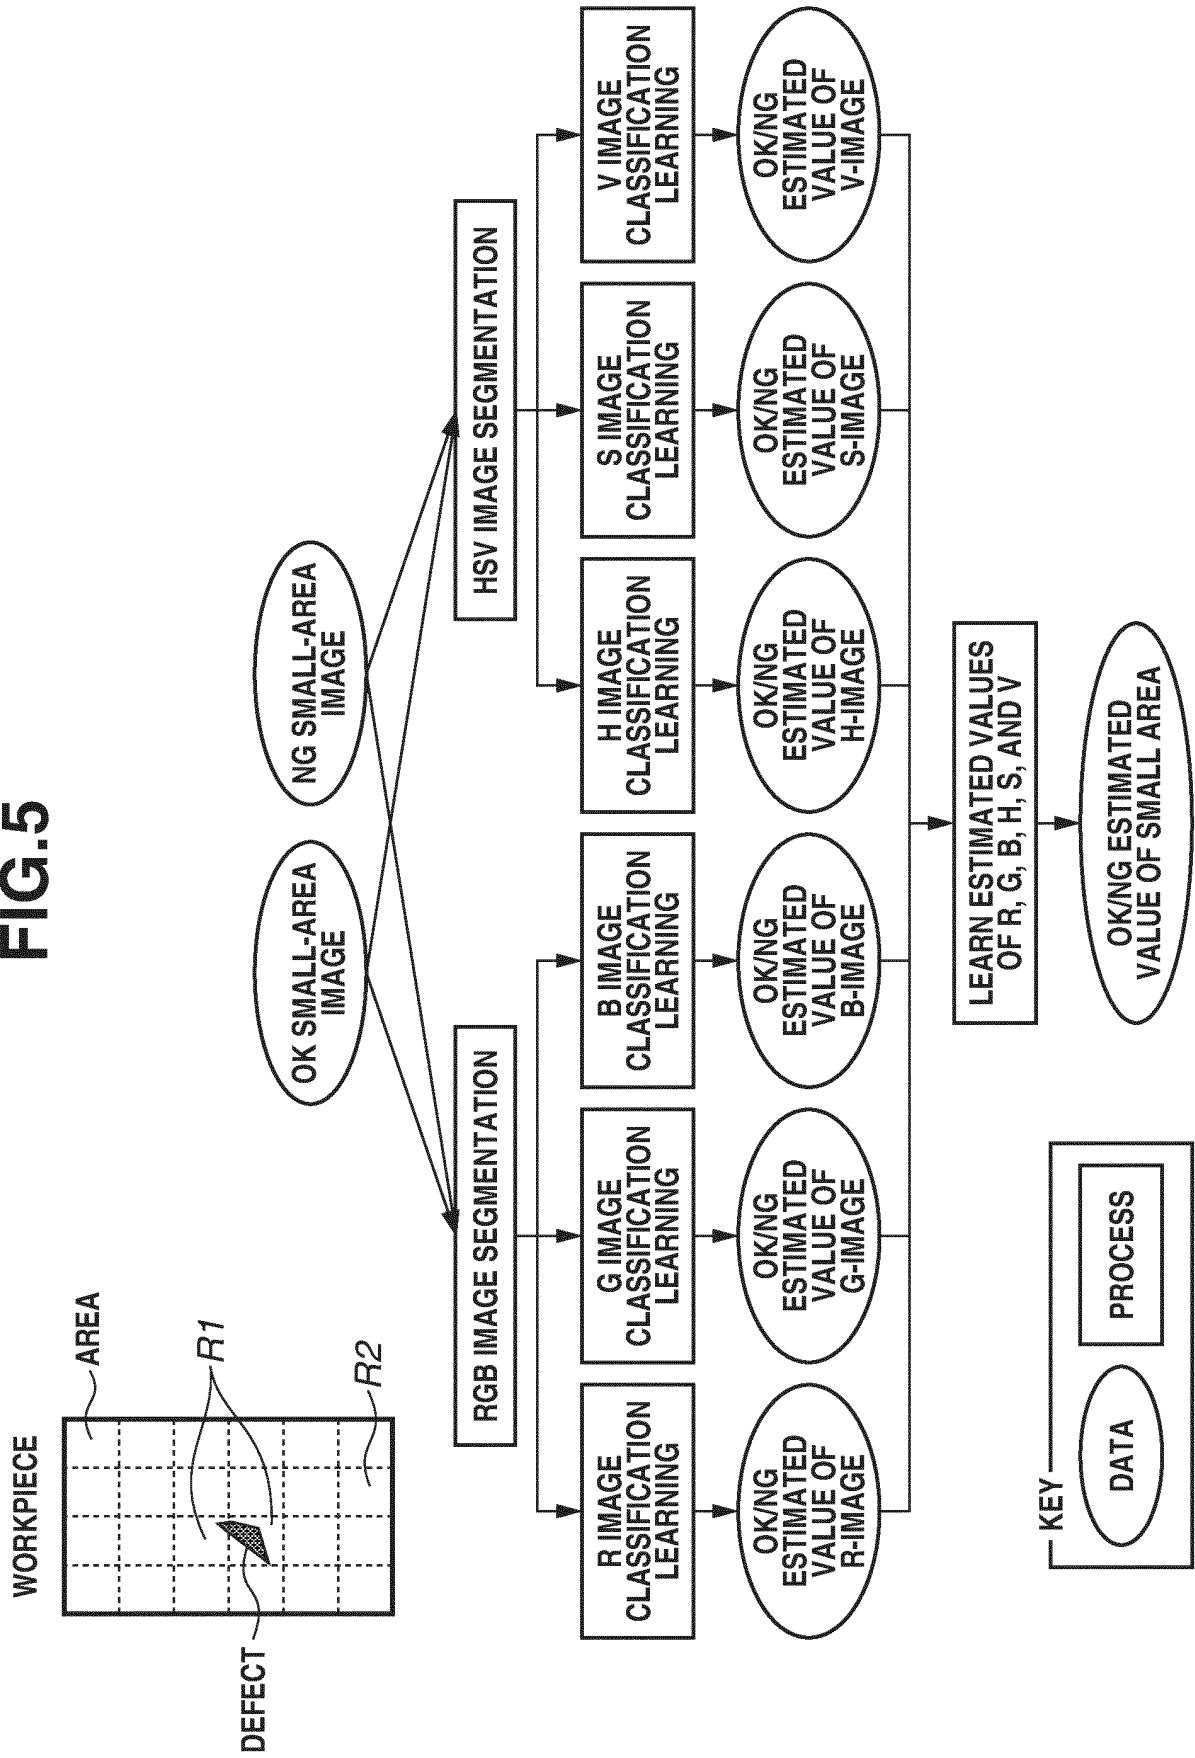 FIG.5
WORKPIECE
AREA
R1
R2
DEFECT
OK SMALL-AREA
IMAGE
NG SMALL-AREA
IMAGE
RGB IMAGE SEGMENTATION
HSV IMAGE SEGMENTATION
R IMAGE
CLASSIFICATION
LEARNING
G IMAGE
CLASSIFICATION
LEARNING
B IMAGE
CLASSIFICATION
LEARNING
H IMAGE
CLASSIFICATION
LEARNING
S IMAGE
CLASSIFICATION
LEARNING
V IMAGE
CLASSIFICATION
LEARNING
OK/NG
ESTIMATED
VALUE OF
R-IMAGE
OK/NG
ESTIMATED
VALUE OF
G-IMAGE
OK/NG
ESTIMATED
VALUE OF
B-IMAGE
OK/NG
ESTIMATED
VALUE OF
H-IMAGE
OK/NG
ESTIMATED
VALUE OF
S-IMAGE
OK/NG
ESTIMATED
VALUE OF
V-IMAGE
LEARN ESTIMATED VALUES
OF R, G, B, H, S, AND V
OK/NG ESTIMATED
VALUE OF SMALL AREA
KEY
DATA
PROCESS